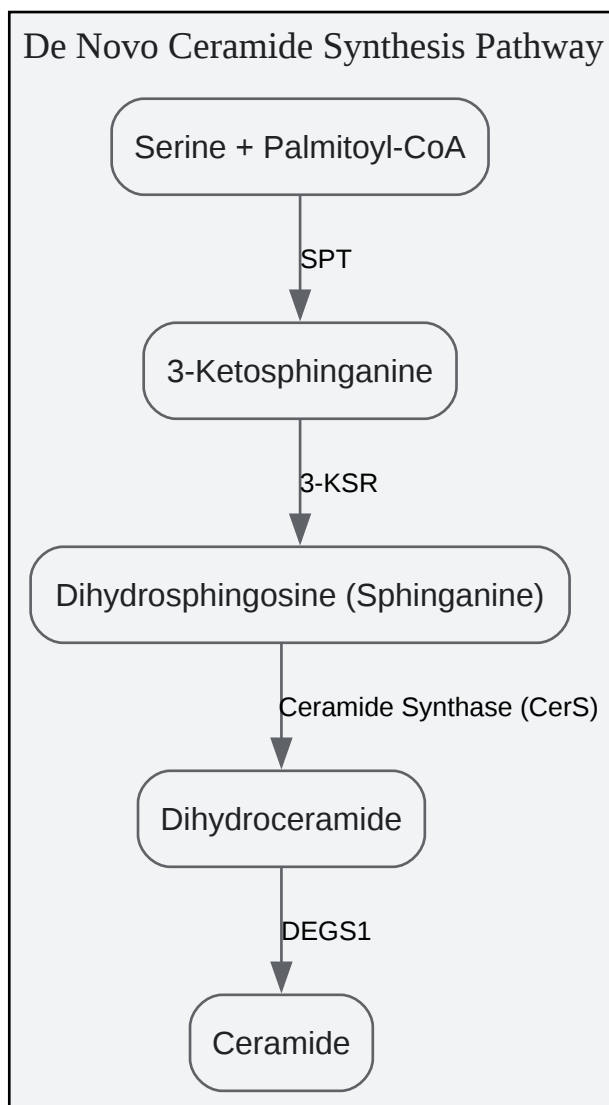 De Novo Ceramide Synthesis Pathway
Serine + Palmitoyl-CoA
SPT
3-Ketosphinganine
3-KSR
Dihydrosphingosine (Sphinganine)
Ceramide Synthase (CerS)
Dihydroceramide
DEGS1
Ceramide